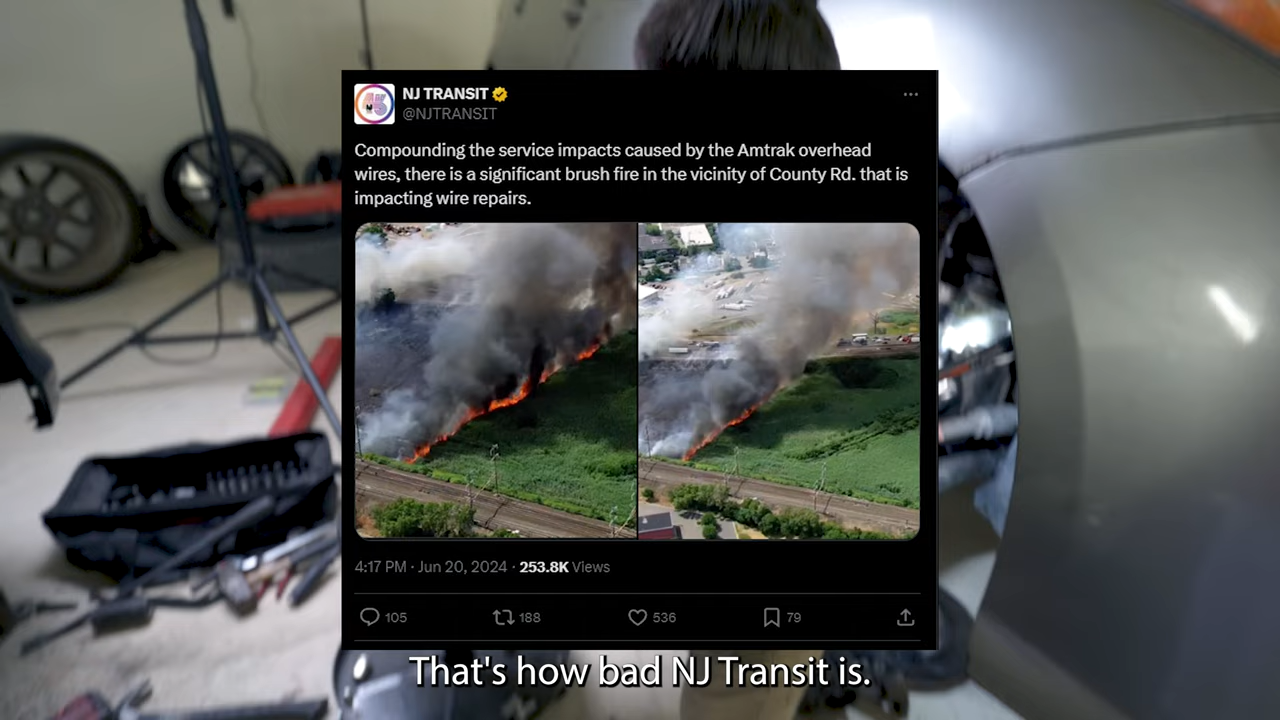 NJ TRANSIT
@NJTRANSIT
Compounding the service impacts caused by the Amtrak overhead
wires, there is a significant brush fire in the vicinity of County Rd. that is
impacting wire repairs.
4:17 PM · Jun 20, 2024 · 253.8K Views
105 188 536 79
That's how bad NJ Transit is.